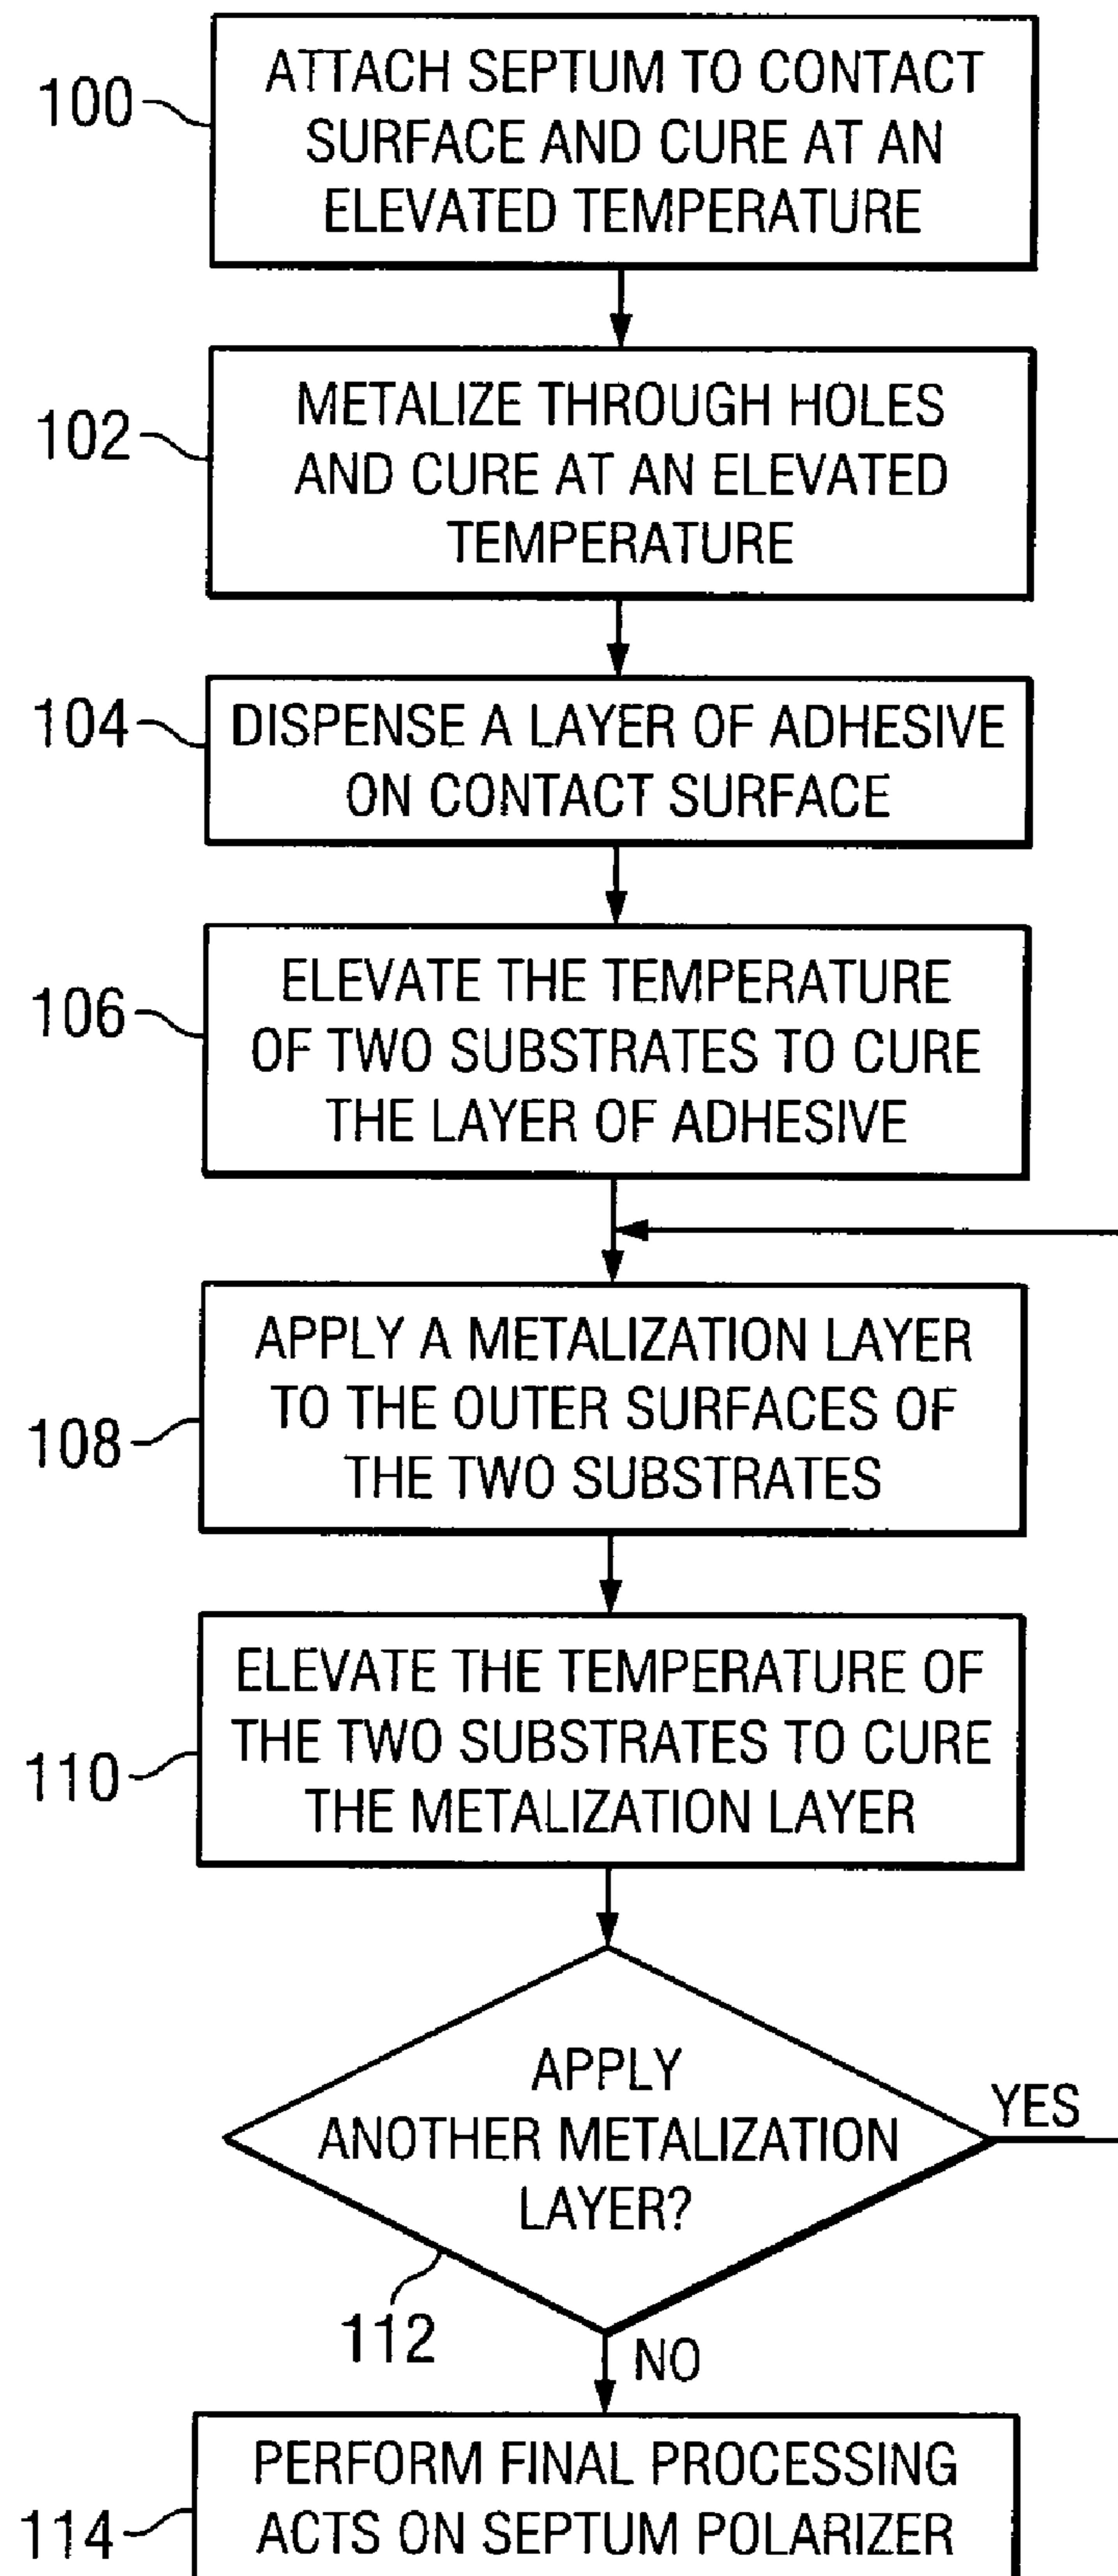 100
ATTACH SEPTUM TO CONTACT
SURFACE AND CURE AT AN
ELEVATED TEMPERATURE
102
METALIZE THROUGH HOLES
AND CURE AT AN ELEVATED
TEMPERATURE
104
DISPENSE A LAYER OF ADHESIVE
ON CONTACT SURFACE
106
ELEVATE THE TEMPERATURE
OF TWO SUBSTRATES TO CURE
THE LAYER OF ADHESIVE
108
APPLY A METALIZATION LAYER
TO THE OUTER SURFACES OF
THE TWO SUBSTRATES
110
ELEVATE THE TEMPERATURE OF
THE TWO SUBSTRATES TO CURE
THE METALIZATION LAYER
APPLY
ANOTHER METALIZATION
LAYER?
YES
112
NO
114
PERFORM FINAL PROCESSING
ACTS ON SEPTUM POLARIZER